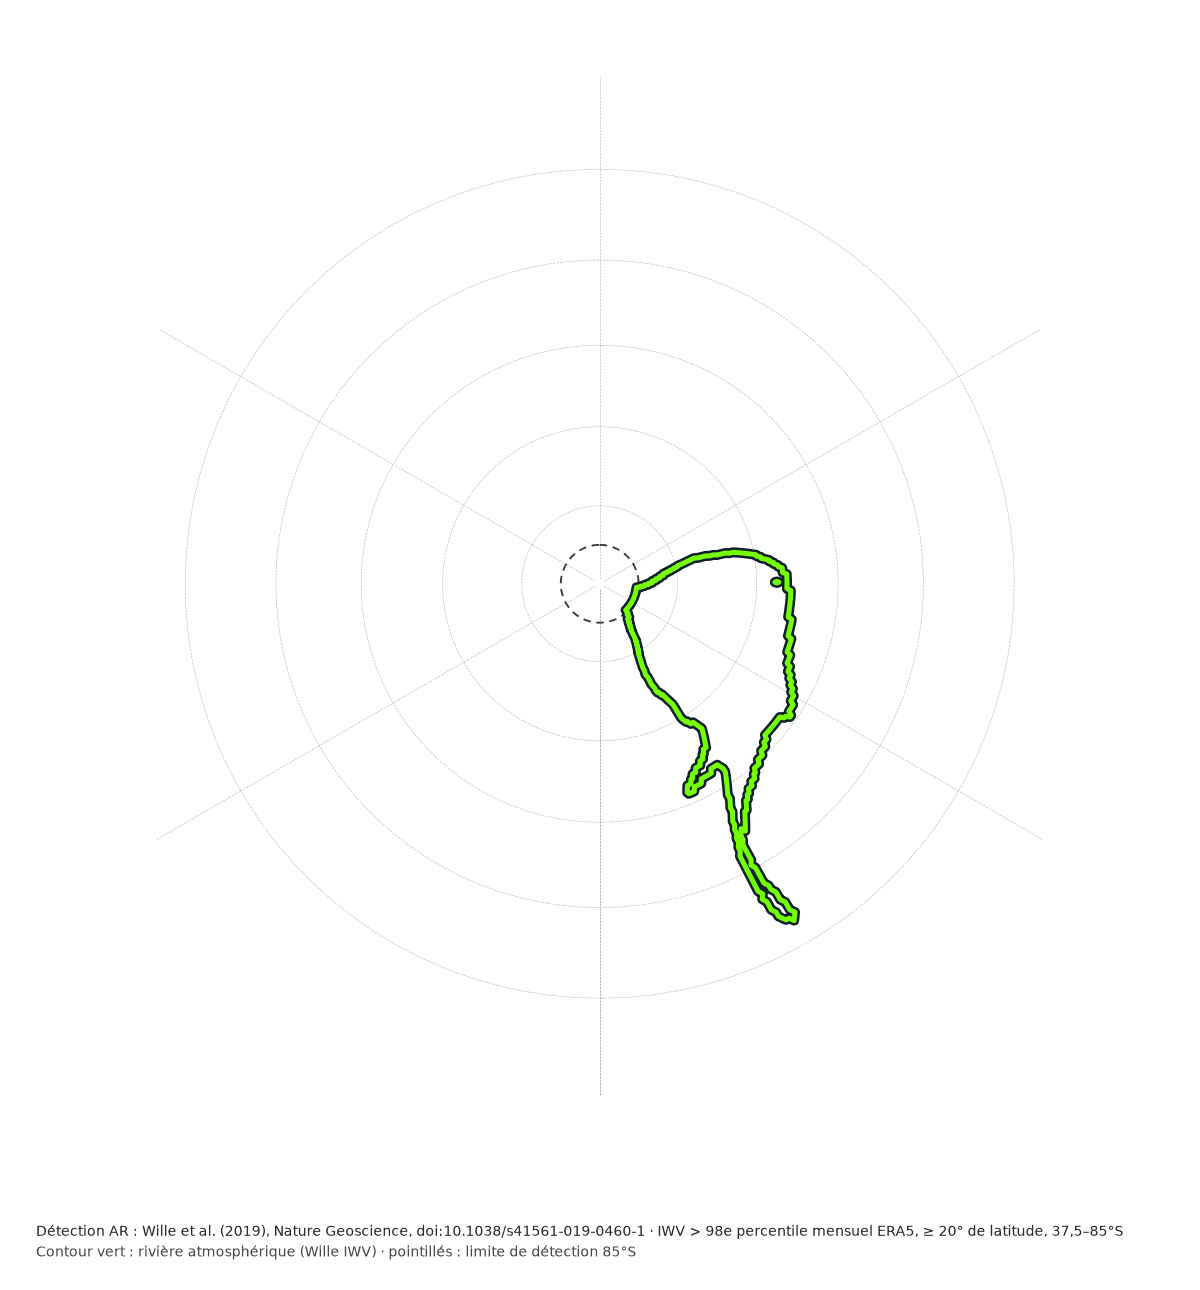 Détection AR : Wille et al. (2019), Nature Geoscience, doi:10.1038/s41561-019-0460-1 · IWV > 98e percentile mensuel ERA5, ≥ 20° de latitude, 37,5–85°S
Contour vert : rivière atmosphérique (Wille IWV) · pointillés : limite de détection 85°S